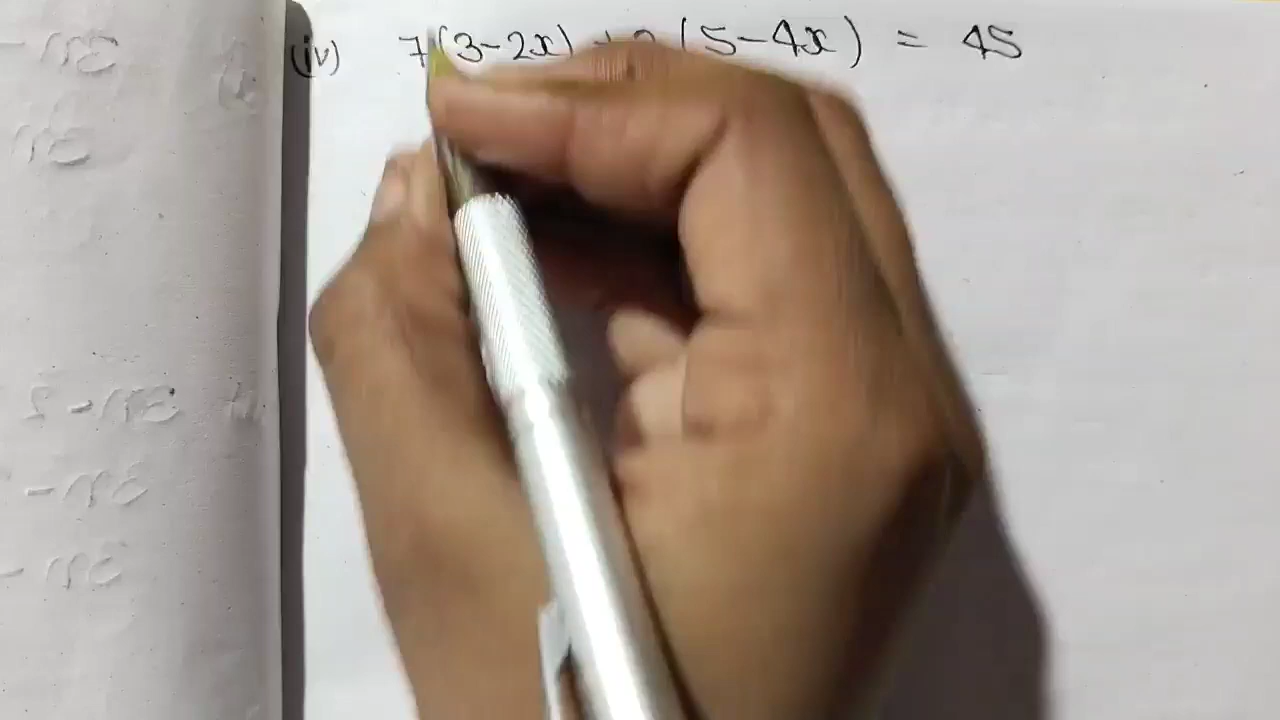 (iv) 7(3-2x) + (5-4x) = 45